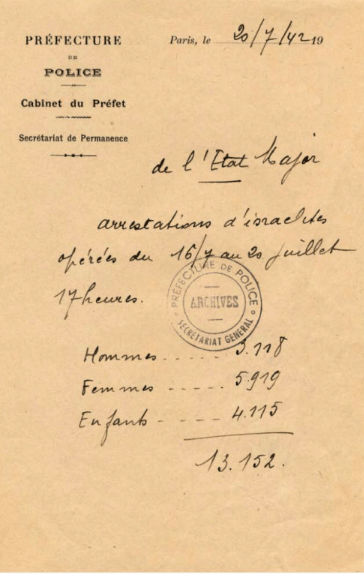 PRÉFECTURE
DE
POLICE
Cabinet du Préfet
Secrétariat de Permanence
Paris, le 20/7/42 19
de l'Etat Major
arrestations d'israelites
opérées du 16/7 au 20 juillet
17 heures.
PRÉFECTURE DE POLICE
ARCHIVES
SECRÉTARIAT GÉNÉRAL
Hommes ----- 3.118
Femmes ----- 5.919
Enfants ----- 4.115
13.152.